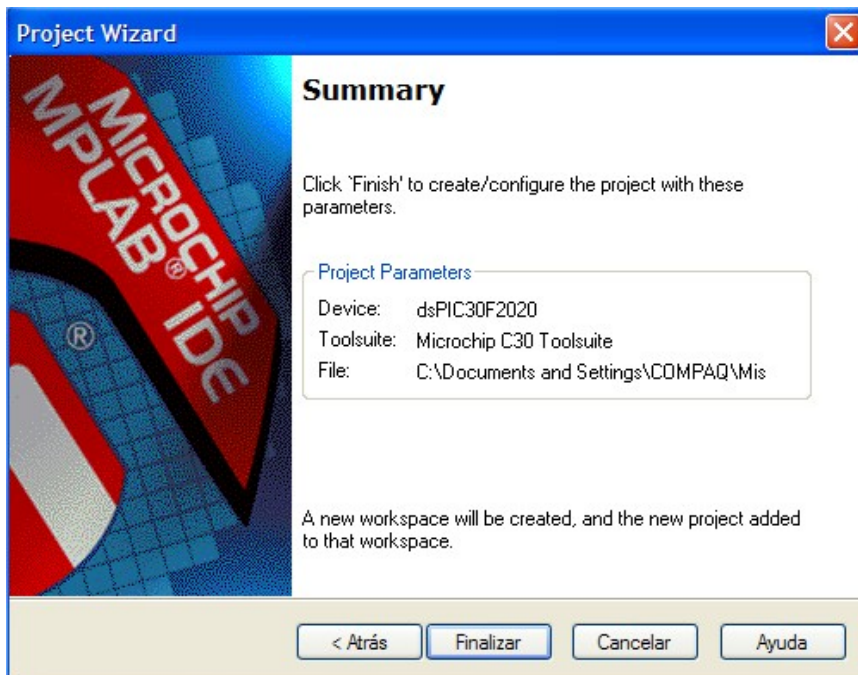 Project Wizard
MICROCHIP
MPLAB® IDE
®
Summary
Click `Finish' to create/configure the project with these
parameters.
Project Parameters
Device: dsPIC30F2020
Toolsuite: Microchip C30 Toolsuite
File: C:\Documents and Settings\COMPAQ\Mis
A new workspace will be created, and the new project added
to that workspace.
< Atrás
Finalizar
Cancelar
Ayuda